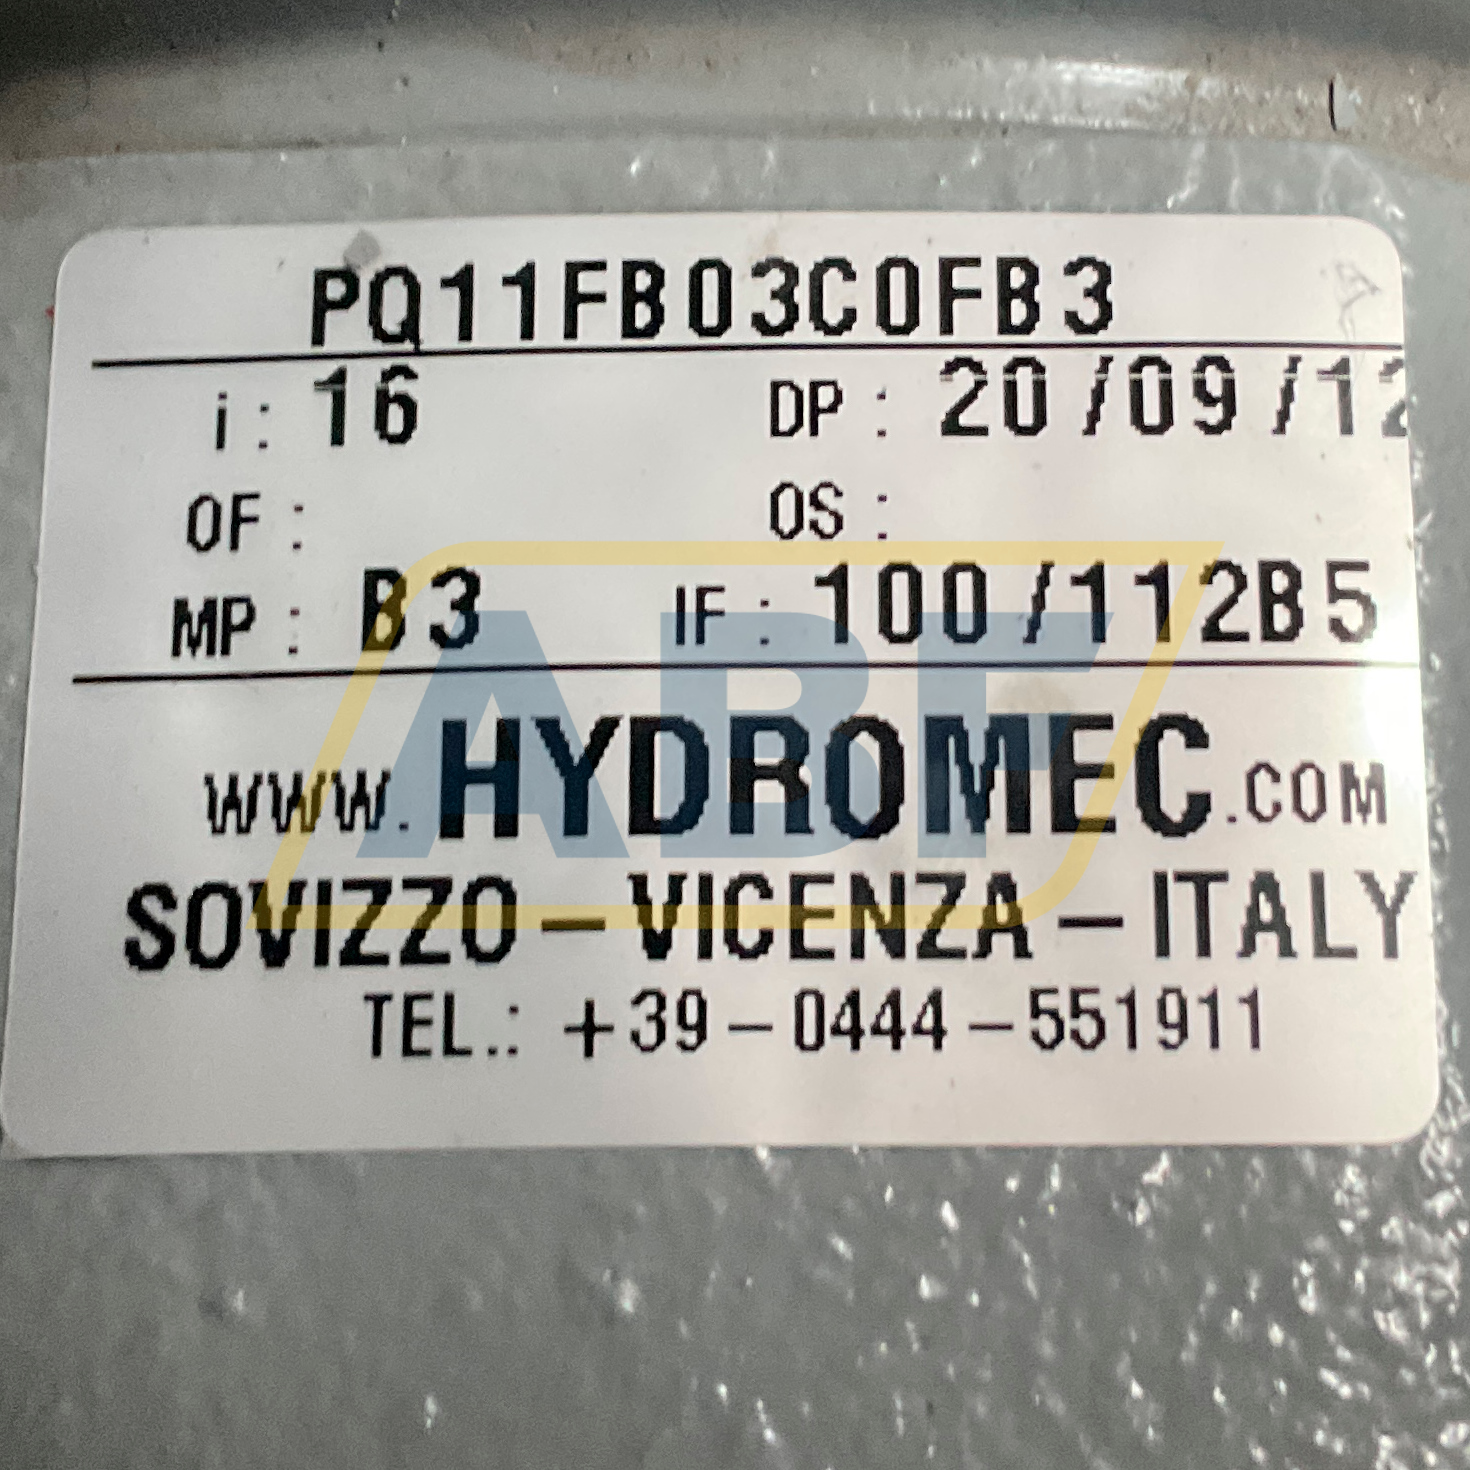 PQ11FB03C0FB3
i: 16 DP: 20/09/12
OF: OS:
MP: B3 IF: 100/112B5
www.HYDROMEC.COM
SOVIZZO-VICENZA-ITALY
TEL.: +39-0444-551911
ABF